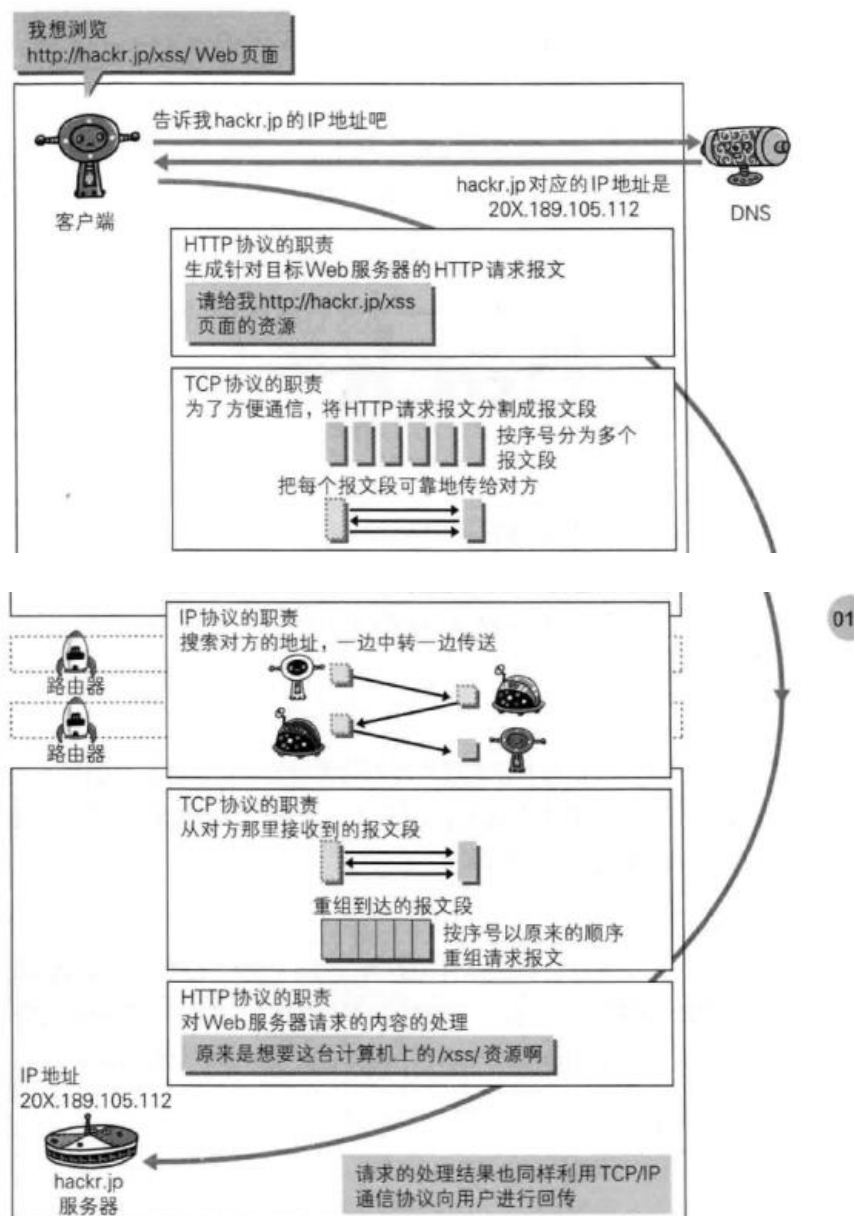 我想浏览
http://hackr.jp/xss/ Web页面
告诉我hackr.jp的IP地址吧
hackr.jp对应的IP地址是
20X.189.105.112
客户端
DNS
HTTP协议的职责
生成针对目标Web服务器的HTTP请求报文
请给我http://hackr.jp/xss
页面的资源
TCP协议的职责
为了方便通信，将HTTP请求报文分割成报文段
按序号分为多个
报文段
把每个报文段可靠地传给对方
01
IP协议的职责
搜索对方的地址，一边中转一边传送
路由器
路由器
TCP协议的职责
从对方那里接收到的报文段
重组到达的报文段
按序号以原来的顺序
重组请求报文
HTTP协议的职责
对Web服务器请求的内容的处理
原来是想要这台计算机上的/xss/资源啊
IP地址
20X.189.105.112
hackr.jp
服务器
请求的处理结果也同样利用TCP/IP
通信协议向用户进行回传